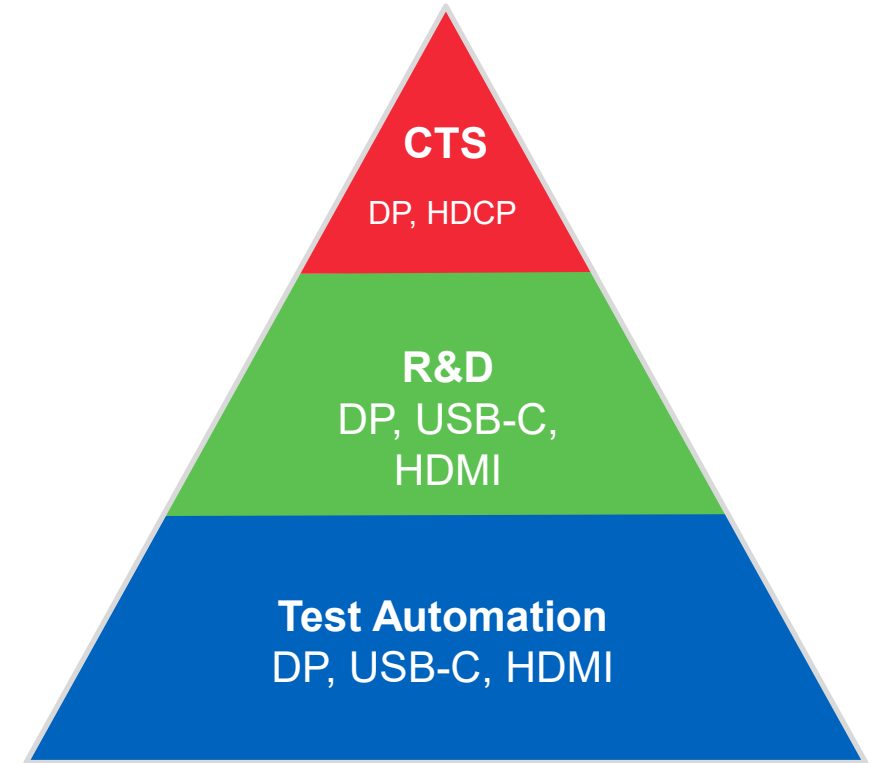 CTS
DP, HDCP
R&D
DP, USB-C,
HDMI
Test Automation
DP, USB-C, HDMI